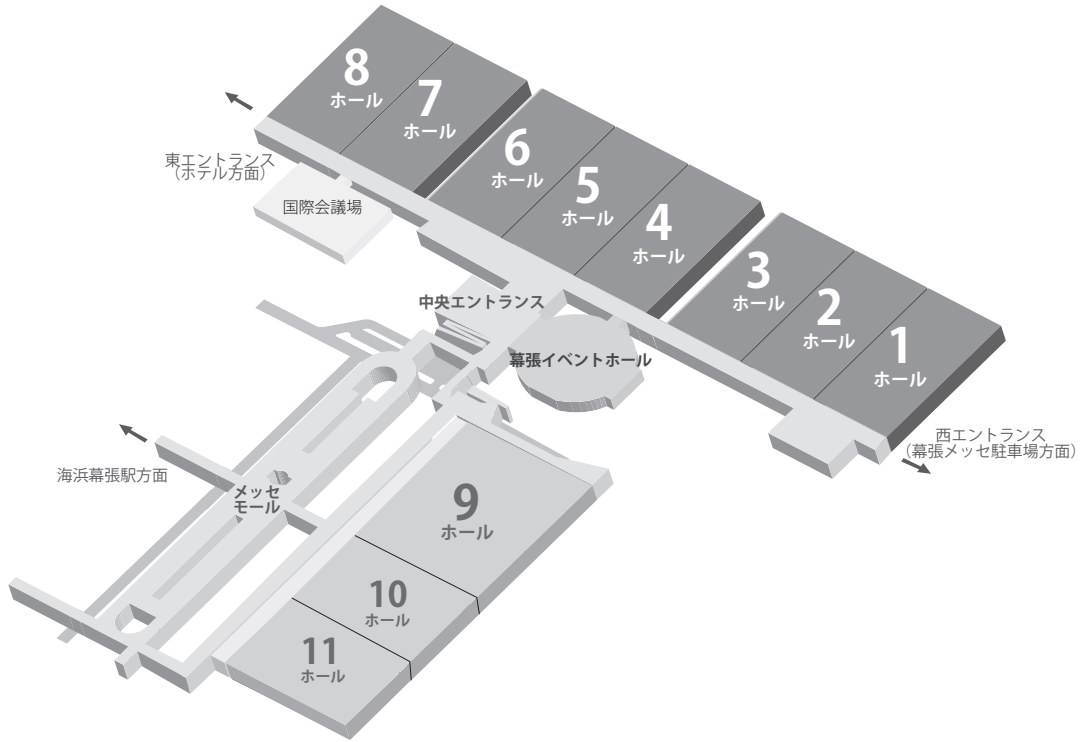 8
ホール
7
ホール
6
ホール
5
ホール
4
ホール
3
ホール
2
ホール
1
ホール
東エントランス
（ホテル方面）
国際会議場
中央エントランス
幕張イベントホール
西エントランス
（幕張メッセ駐車場方面）
海浜幕張駅方面
メッセ
モール
9
ホール
10
ホール
11
ホール